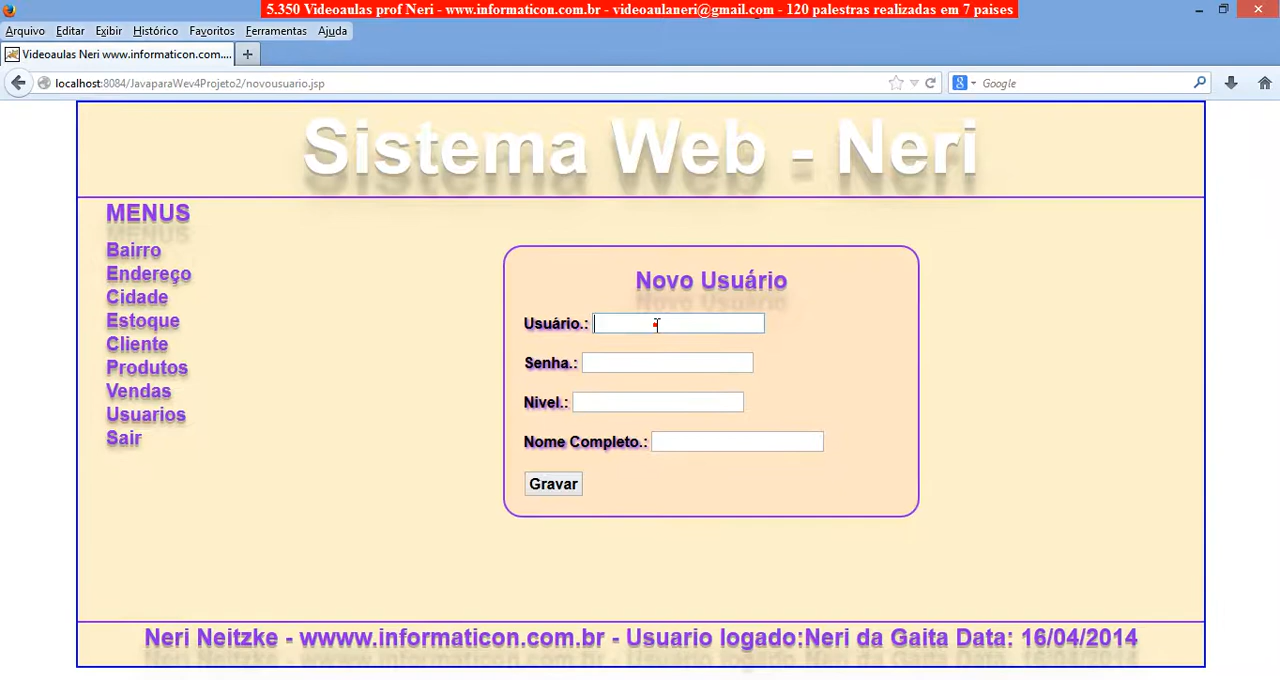 5.350 Videoaulas prof Neri - www.informaticon.com.br - videoaulaneri@gmail.com - 120 palestras realizadas em 7 paises
Arquivo Editar Exibir Histórico Favoritos Ferramentas Ajuda
Videoaulas Neri www.informaticon.com....
localhost:8084/JavaparaWev4Projeto2/novousuario.jsp
Google
Sistema Web - Neri
MENUS
Bairro
Endereço
Cidade
Estoque
Cliente
Produtos
Vendas
Usuarios
Sair
Novo Usuário
Usuário.:
Senha.:
Nivel.:
Nome Completo.:
Gravar
Neri Neitzke - wwww.informaticon.com.br - Usuario logado:Neri da Gaita Data: 16/04/2014